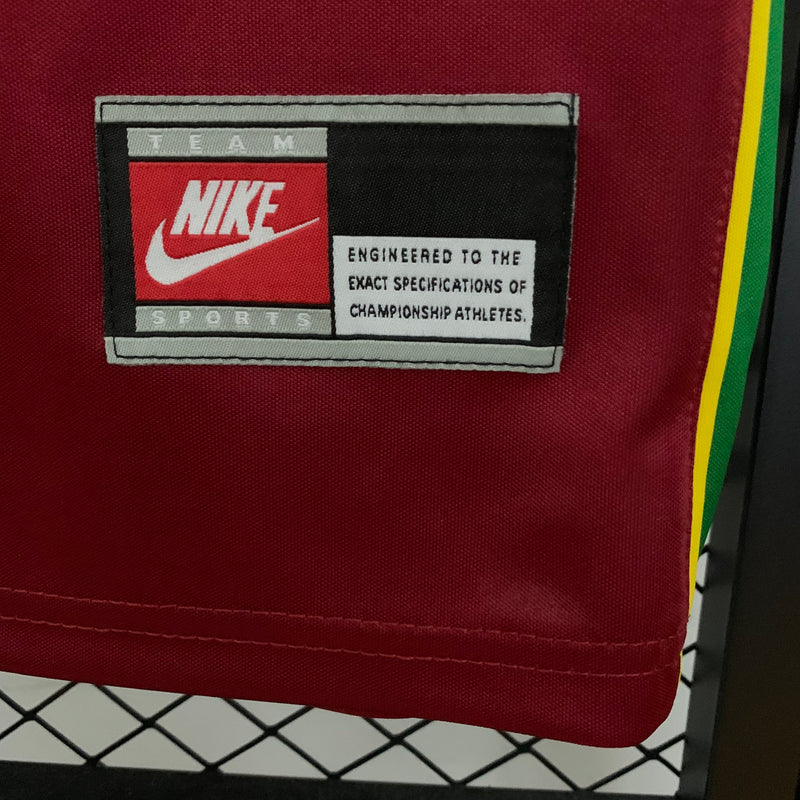 TEAM
NIKE
SPORTS
ENGINEERED TO THE
EXACT SPECIFICATIONS OF
CHAMPIONSHIP ATHLETES.